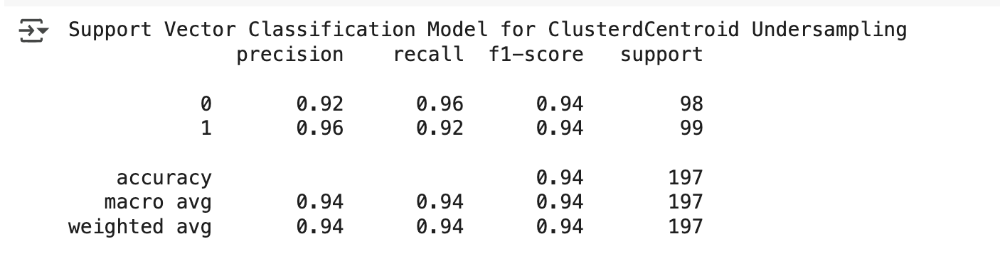 Support Vector Classification Model for ClusterdCentroid Undersampling
precision recall f1-score support
0 0.92 0.96 0.94 98
1 0.96 0.92 0.94 99
accuracy 0.94 197
macro avg 0.94 0.94 0.94 197
weighted avg 0.94 0.94 0.94 197